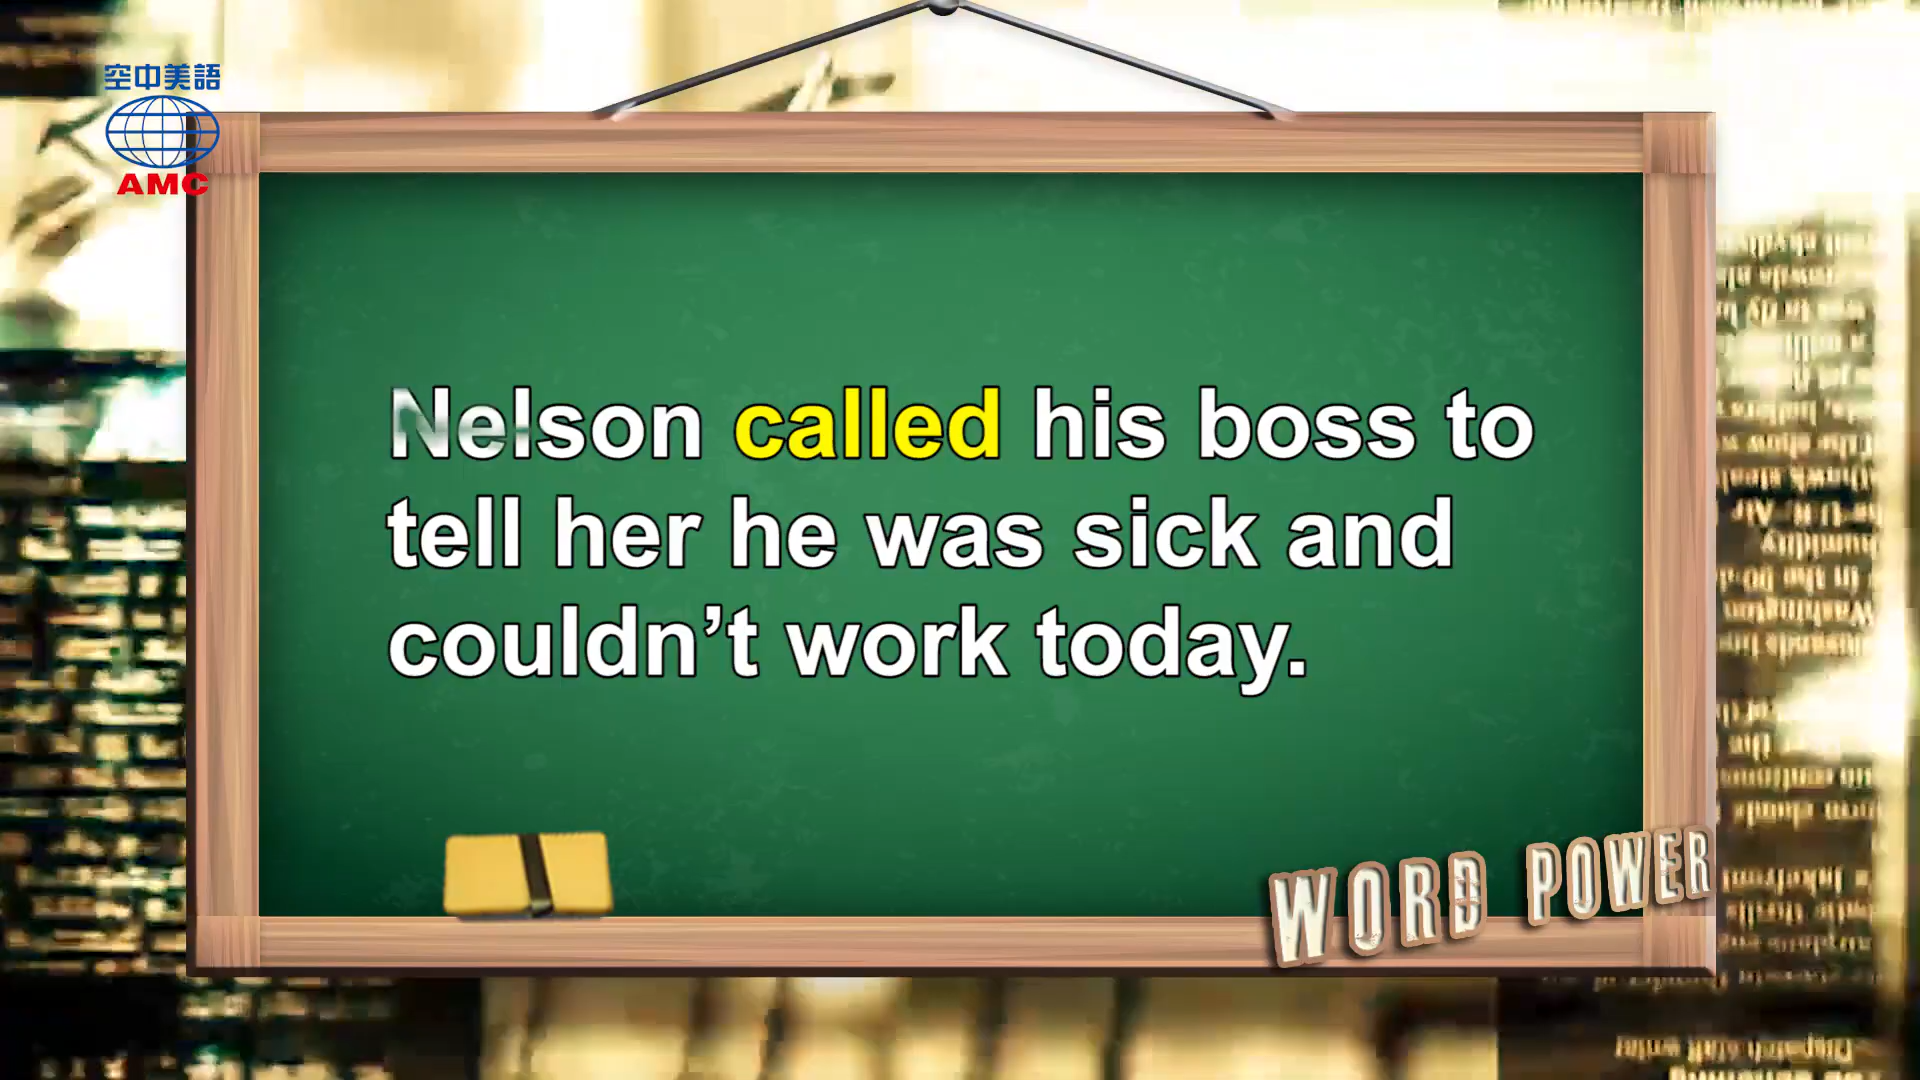 空中美語
AMC
Nelson called his boss to
tell her he was sick and
couldn’t work today.
WORD POWER